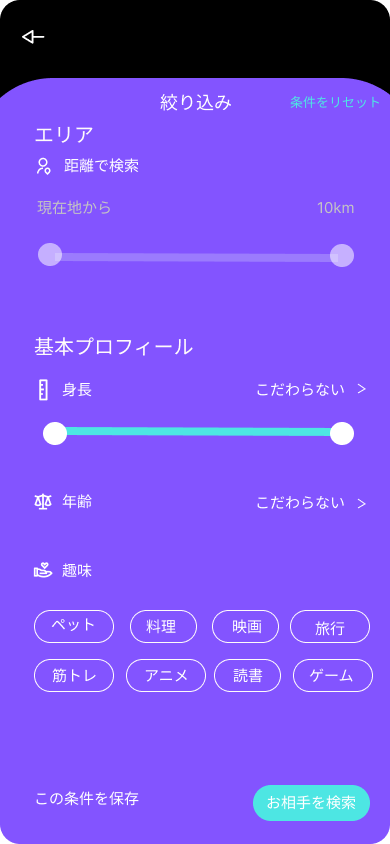 絞り込み
条件をリセット
エリア
距離で検索
現在地から 10km
基本プロフィール
身長 こだわらない
年齢 こだわらない
趣味
ペット 料理 映画 旅行
筋トレ アニメ 読書 ゲーム
この条件を保存
お相手を検索